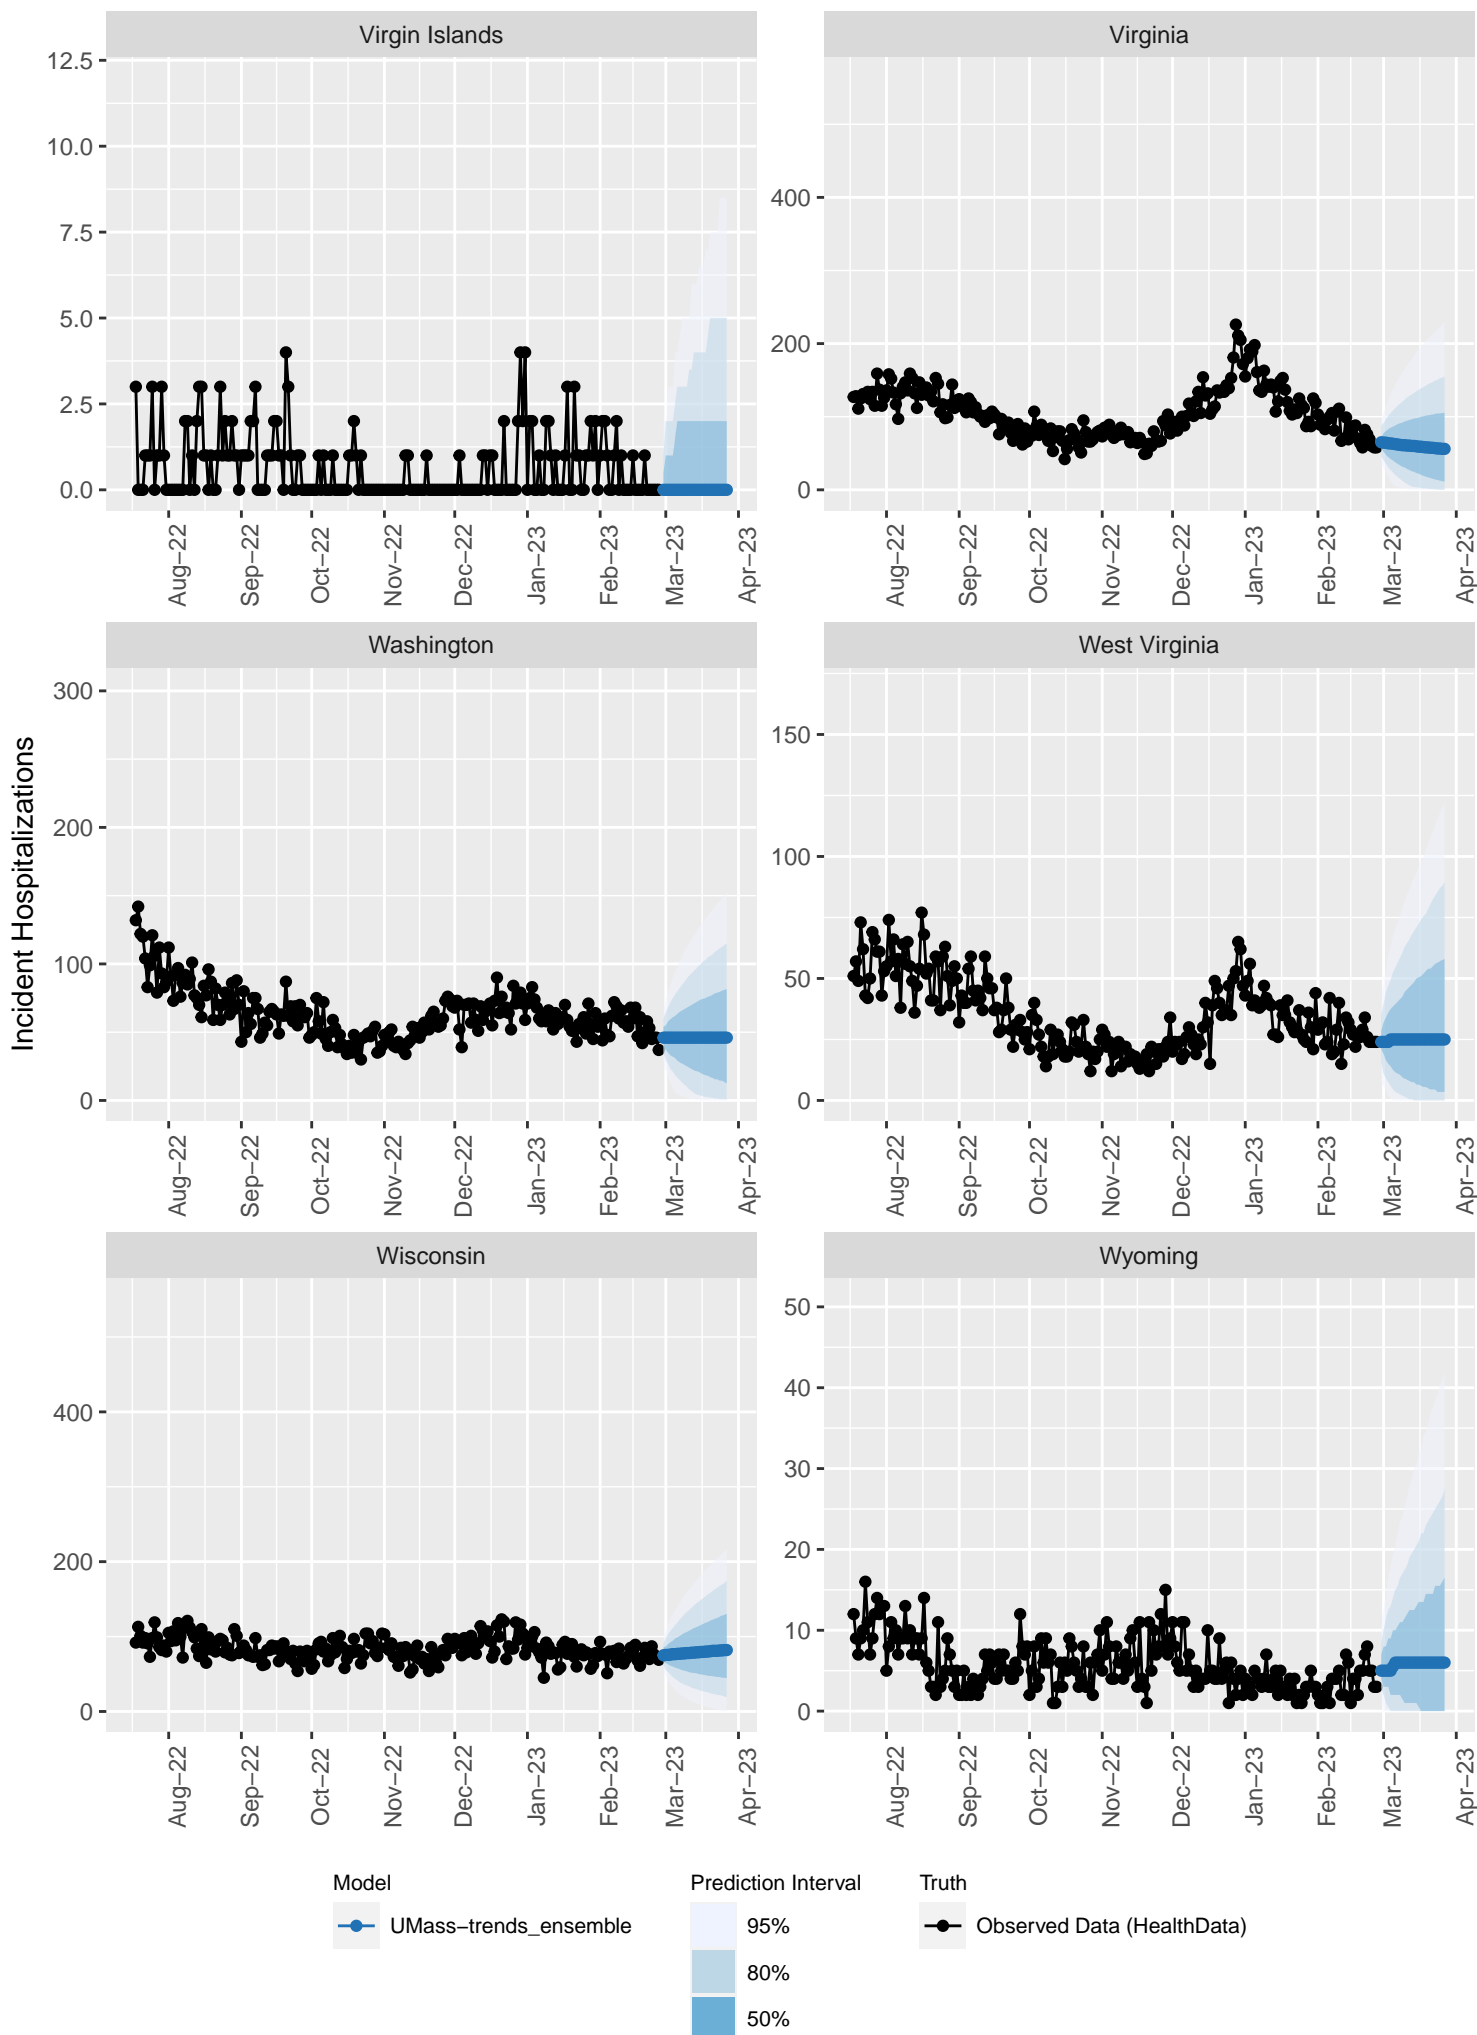 Virgin Islands
Virginia
12.5
10.0
7.5
5.0
2.5
0.0
400
200
0
Aug−22
Sep−22
Oct−22
Nov−22
Dec−22
Jan−23
Feb−23
Mar−23
Apr−23
Aug−22
Sep−22
Oct−22
Nov−22
Dec−22
Jan−23
Feb−23
Mar−23
Apr−23
Incident Hospitalizations
Washington
West Virginia
300
200
100
0
150
100
50
0
Aug−22
Sep−22
Oct−22
Nov−22
Dec−22
Jan−23
Feb−23
Mar−23
Apr−23
Aug−22
Sep−22
Oct−22
Nov−22
Dec−22
Jan−23
Feb−23
Mar−23
Apr−23
Wisconsin
Wyoming
400
200
0
50
40
30
20
10
0
Aug−22
Sep−22
Oct−22
Nov−22
Dec−22
Jan−23
Feb−23
Mar−23
Apr−23
Aug−22
Sep−22
Oct−22
Nov−22
Dec−22
Jan−23
Feb−23
Mar−23
Apr−23
Model
UMass−trends_ensemble
Prediction Interval
95%
80%
50%
Truth
Observed Data (HealthData)